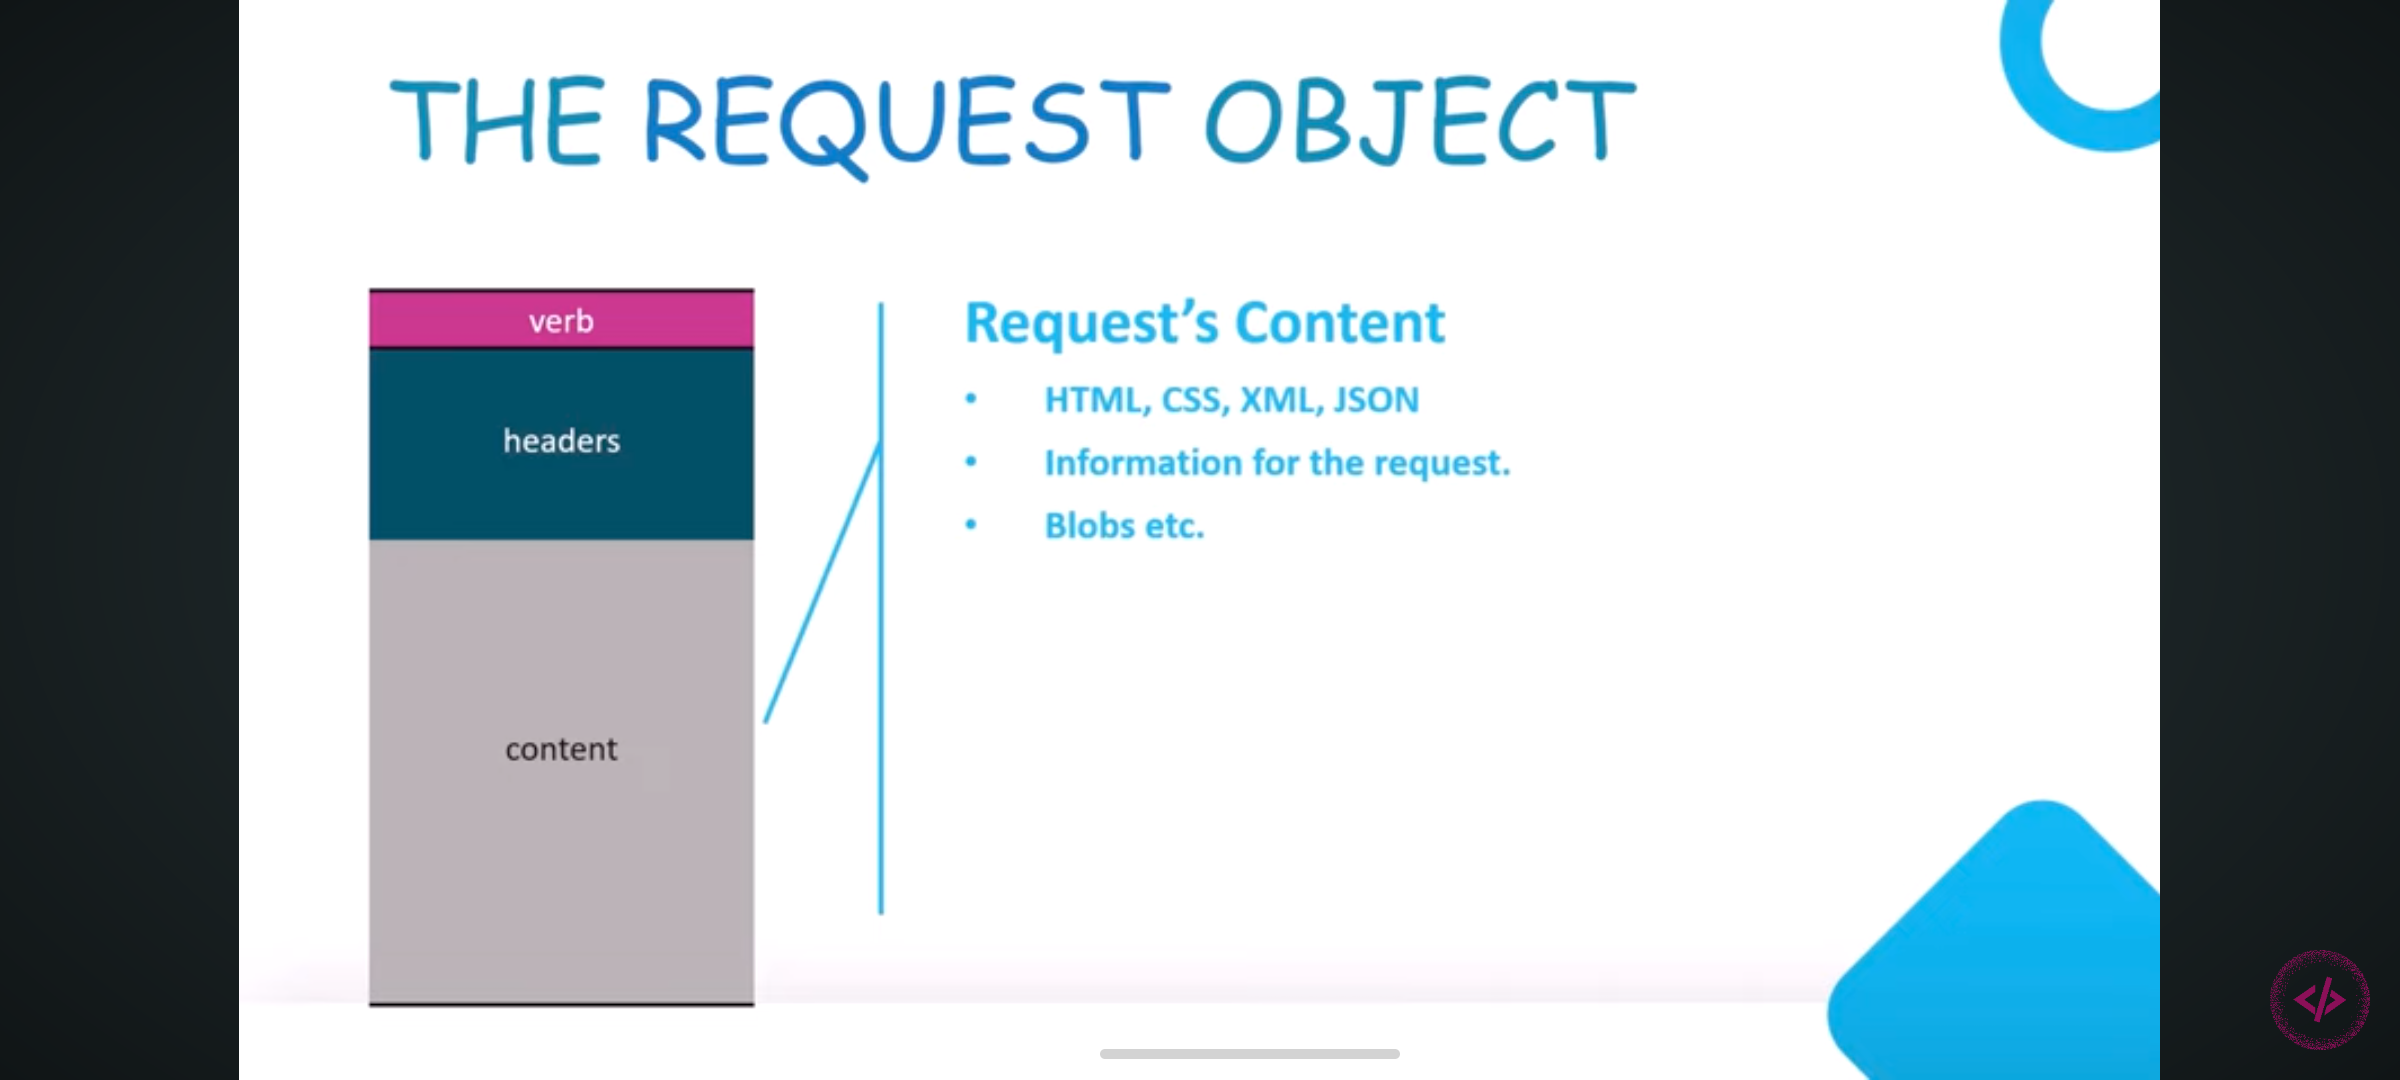 THE REQUEST OBJECT
verb
headers
content
Request's Content
• HTML, CSS, XML, JSON
• Information for the request.
• Blobs etc.